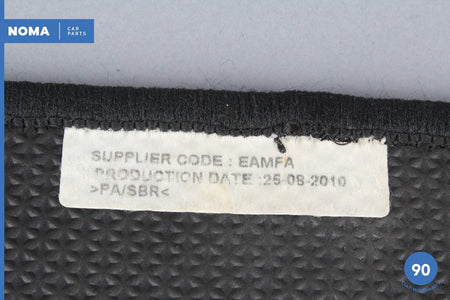 NOMA CAR
PARTS
SUPPLIER CODE : EAMFA
PRODUCTION DATE :25-08-2010
>PA/SBR<
90